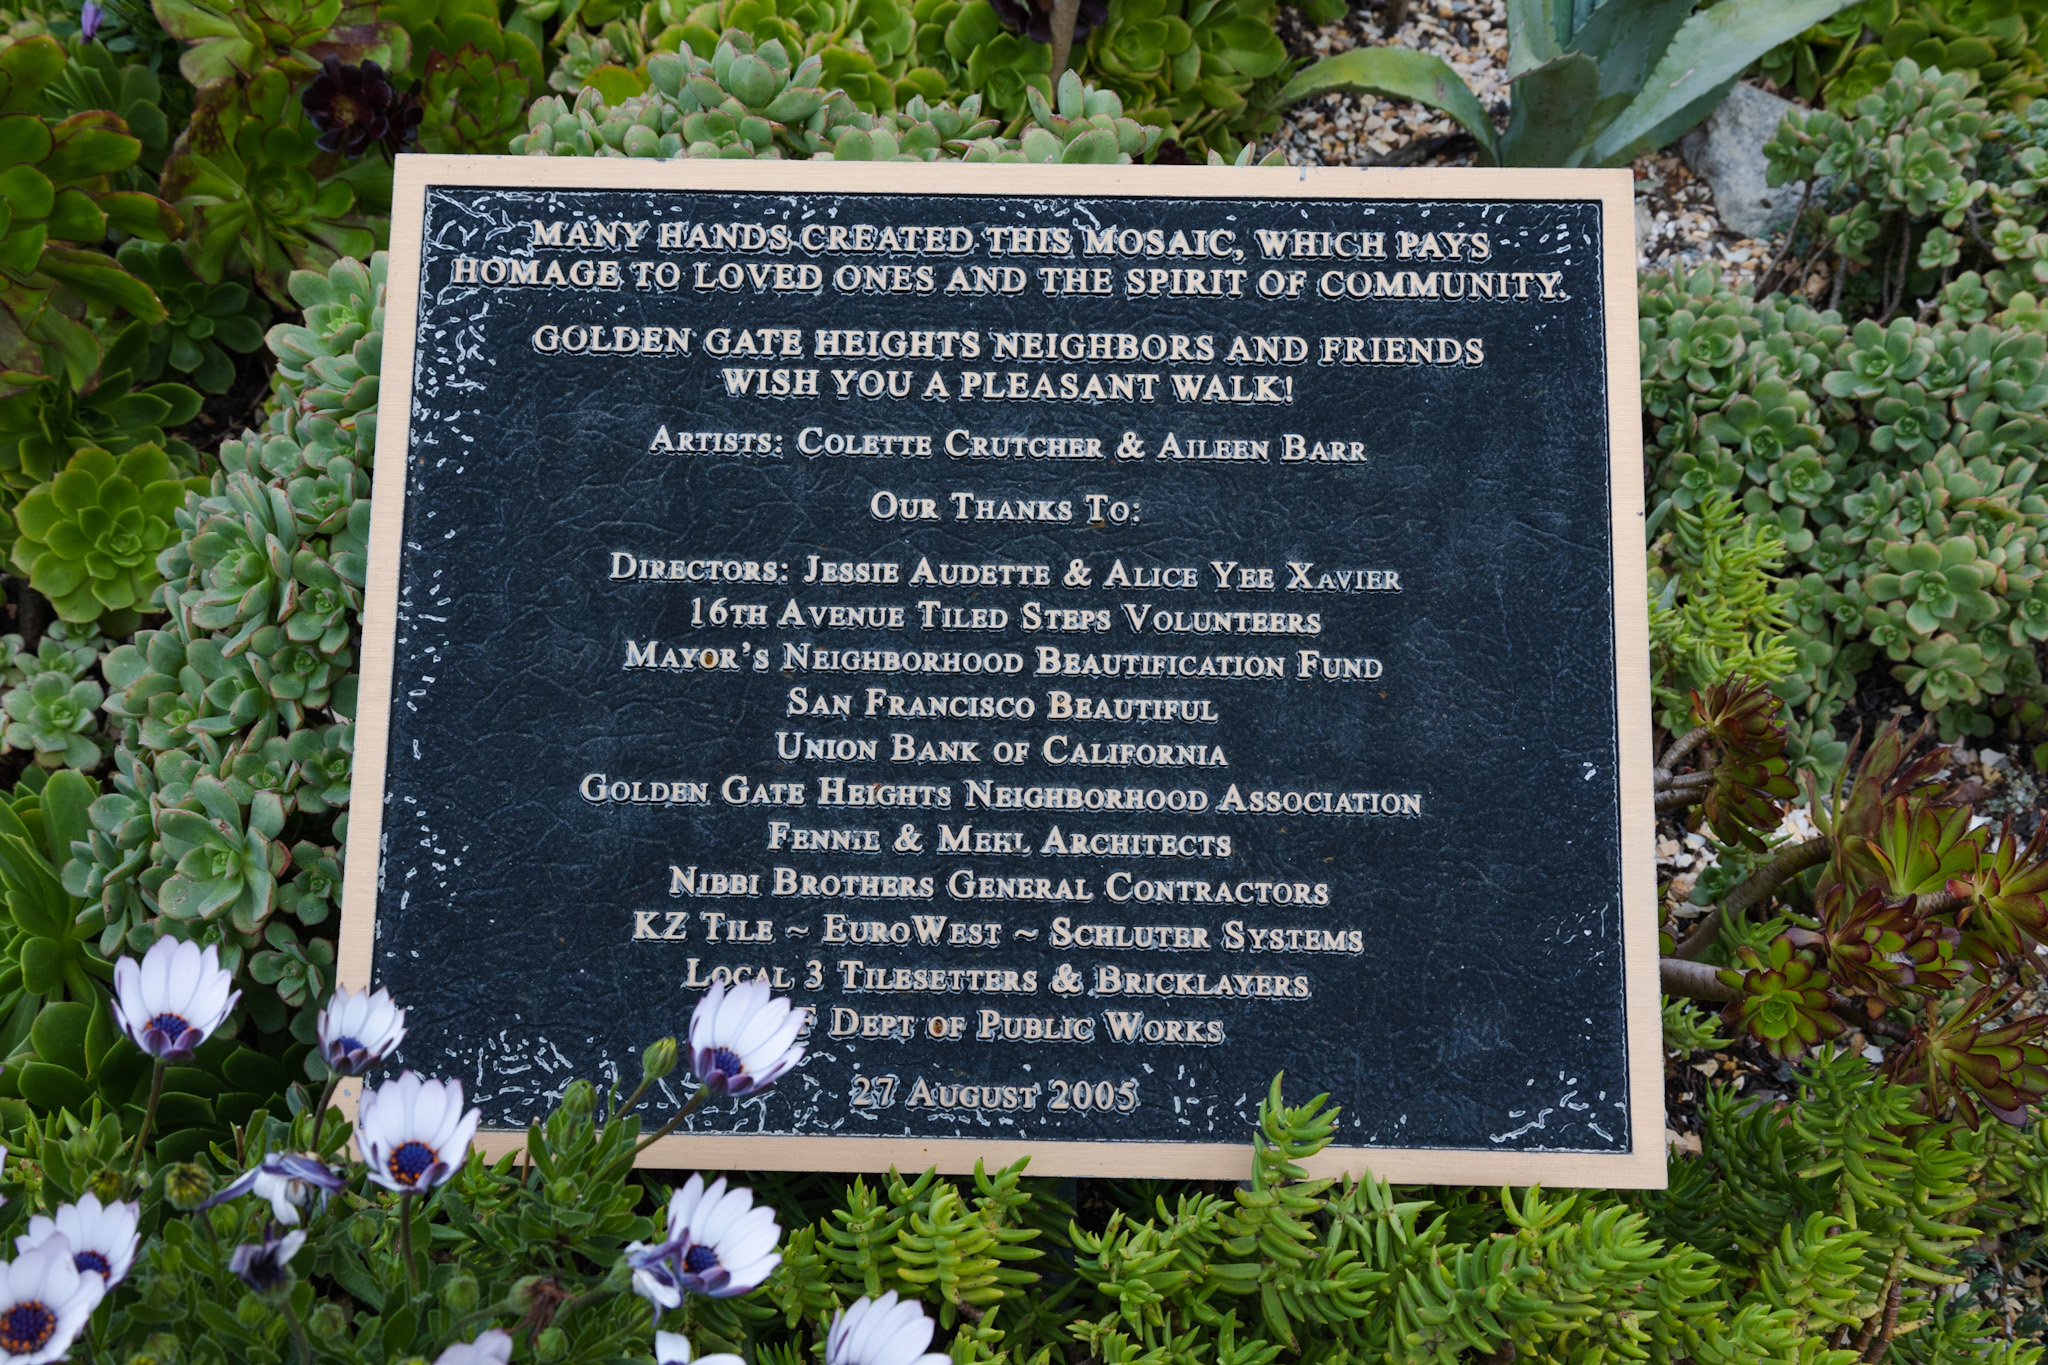 MANY HANDS CREATED THIS MOSAIC, WHICH PAYS
HOMAGE TO LOVED ONES AND THE SPIRIT OF COMMUNITY.
GOLDEN GATE HEIGHTS NEIGHBORS AND FRIENDS
WISH YOU A PLEASANT WALK!
ARTISTS: COLETTE CRUTCHER & AILEEN BARR
OUR THANKS TO:
DIRECTORS: JESSIE AUDETTE & ALICE YEE XAVIER
16TH AVENUE TILED STEPS VOLUNTEERS
MAYOR'S NEIGHBORHOOD BEAUTIFICATION FUND
SAN FRANCISCO BEAUTIFUL
UNION BANK OF CALIFORNIA
GOLDEN GATE HEIGHTS NEIGHBORHOOD ASSOCIATION
FENNIE & MEHL ARCHITECTS
NIBBI BROTHERS GENERAL CONTRACTORS
KZ TILE ~ EUROWEST ~ SCHLUTER SYSTEMS
LOCAL 3 TILESETTERS & BRICKLAYERS
DEPT OF PUBLIC WORKS
27 AUGUST 2005